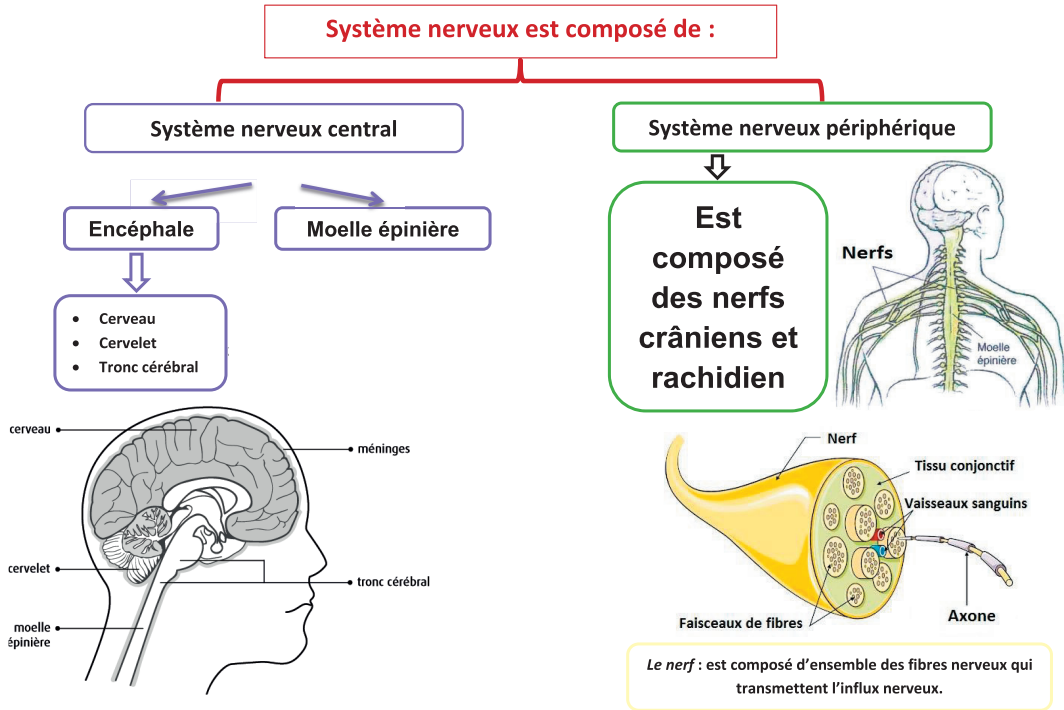 Système nerveux est composé de :
Système nerveux central
Système nerveux périphérique
Encéphale
Moelle épinière
• Cerveau
• Cervelet
• Tronc cérébral
Est
composé
des nerfs
crâniens et
rachidien
Nerfs
Moelle
épinière
cerveau
méninges
cervelet
tronc cérébral
moelle
épinière
Nerf
Tissu conjonctif
Vaisseaux sanguins
Axone
Faisceaux de fibres
Le nerf : est composé d’ensemble des fibres nerveux qui
transmettent l’influx nerveux.